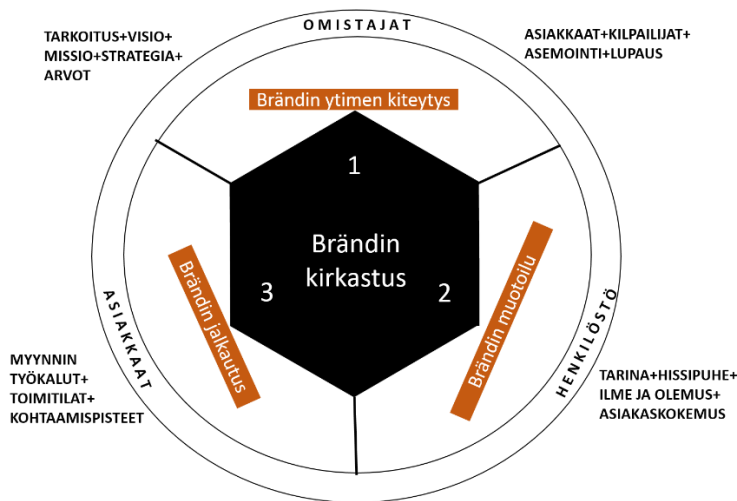 OMISTAJAT
TARKOITUS+VISIO+
MISSIO+STRATEGIA+
ARVOT
ASIAKKAAT+KILPAILIJAT+
ASEMOINTI+LUPAUS
Brändin ytimen kiteytys
1
Brändin
kirkastus
3
2
Brändin jalkautus
Brändin muotoilu
ASIAKKAAT
HENKILÖSTÖ
MYYNNIN
TYÖKALUT+
TOIMITILAT+
KOHTAAMISPISTEET
TARINA+HISSIPUHE+
ILME JA OLEMUS+
ASIAKASKOKEMUS